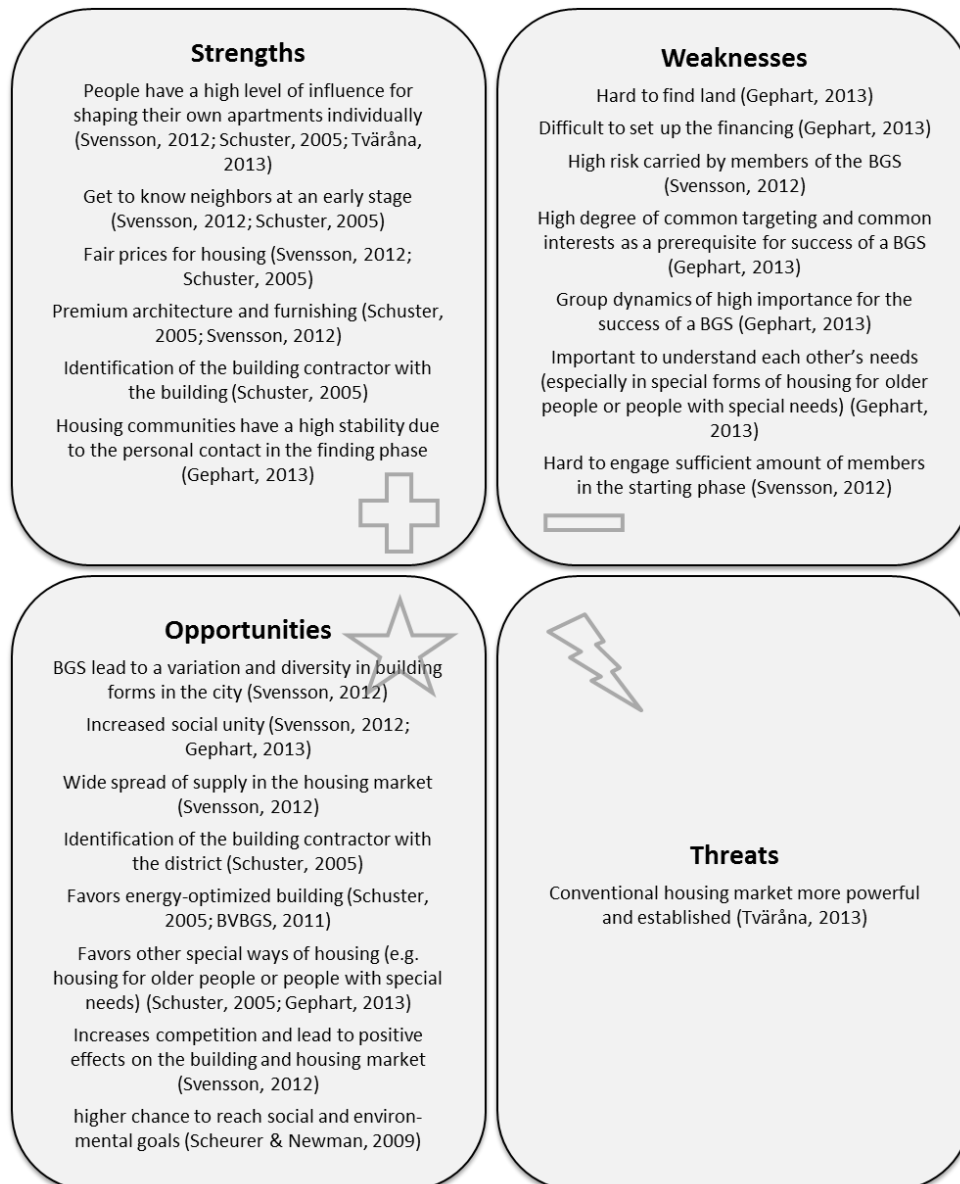 Strengths
People have a high level of influence for
shaping their own apartments individually
(Svensson, 2012; Schuster, 2005; Tväråna,
2013)
Get to know neighbors at an early stage
(Svensson, 2012; Schuster, 2005)
Fair prices for housing (Svensson, 2012;
Schuster, 2005)
Premium architecture and furnishing (Schuster,
2005; Svensson, 2012)
Identification of the building contractor with
the building (Schuster, 2005)
Housing communities have a high stability due
to the personal contact in the finding phase
(Gephart, 2013)
Weaknesses
Hard to find land (Gephart, 2013)
Difficult to set up the financing (Gephart, 2013)
High risk carried by members of the BGS
(Svensson, 2012)
High degree of common targeting and common
interests as a prerequisite for success of a BGS
(Gephart, 2013)
Group dynamics of high importance for the
success of a BGS (Gephart, 2013)
Important to understand each other’s needs
(especially in special forms of housing for older
people or people with special needs) (Gephart,
2013)
Hard to engage sufficient amount of members
in the starting phase (Svensson, 2012)
Opportunities
BGS lead to a variation and diversity in building
forms in the city (Svensson, 2012)
Increased social unity (Svensson, 2012;
Gephart, 2013)
Wide spread of supply in the housing market
(Svensson, 2012)
Identification of the building contractor with
the district (Schuster, 2005)
Favors energy-optimized building (Schuster,
2005; BVBGS, 2011)
Favors other special ways of housing (e.g.
housing for older people or people with special
needs) (Schuster, 2005; Gephart, 2013)
Increases competition and lead to positive
effects on the building and housing market
(Svensson, 2012)
higher chance to reach social and environ-
mental goals (Scheurer & Newman, 2009)
Threats
Conventional housing market more powerful
and established (Tväråna, 2013)